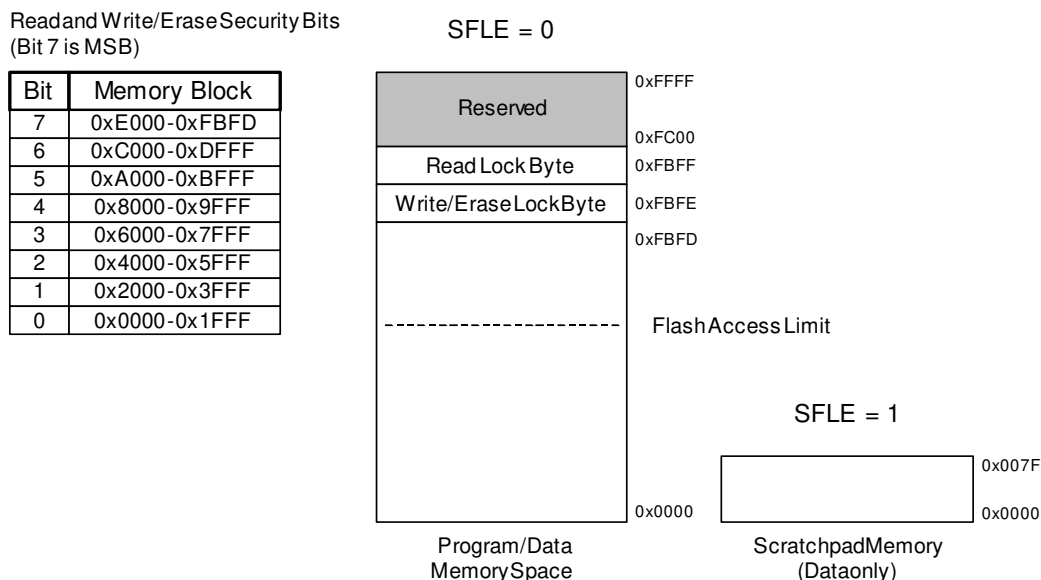 Read and Write/Erase Security Bits
(Bit 7 is MSB)
Bit Memory Block
7 0xE000-0xFBFD
6 0xC000-0xDFFF
5 0xA000-0xBFFF
4 0x8000-0x9FFF
3 0x6000-0x7FFF
2 0x4000-0x5FFF
1 0x2000-0x3FFF
0 0x0000-0x1FFF
SFLE = 0
Reserved
0xFFFF
0xFC00
Read Lock Byte
0xFBFF
Write/Erase Lock Byte
0xFBFE
0xFBFD
Flash Access Limit
0x0000
Program/Data
Memory Space
SFLE = 1
0x007F
0x0000
Scratchpad Memory
(Data only)